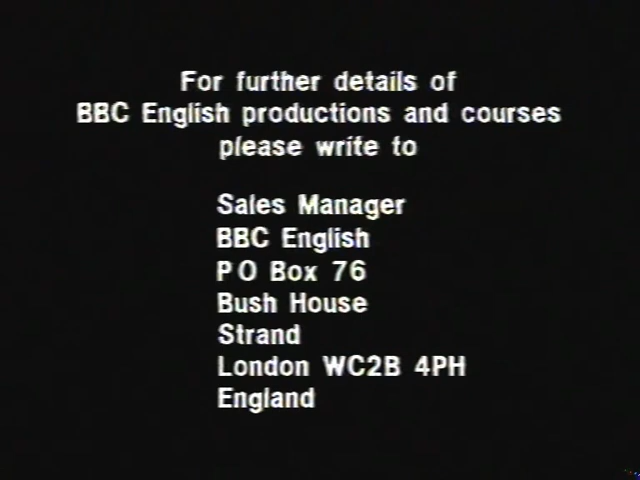 For further details of
BBC English productions and courses
please write to
Sales Manager
BBC English
PO Box 76
Bush House
Strand
London WC2B 4PH
England